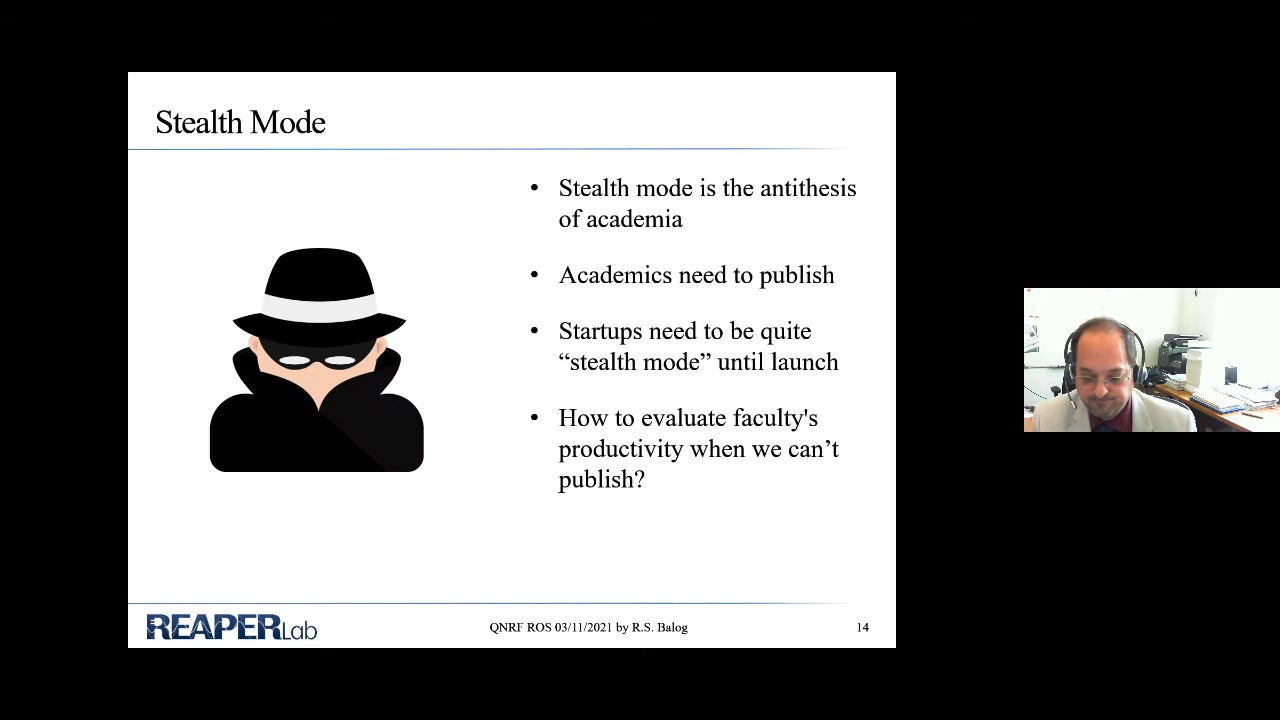 Stealth Mode
• Stealth mode is the antithesis
of academia
• Academics need to publish
• Startups need to be quite
“stealth mode” until launch
• How to evaluate faculty's
productivity when we can’t
publish?
REAPER Lab
QNRF ROS 03/11/2021 by R.S. Balog
14